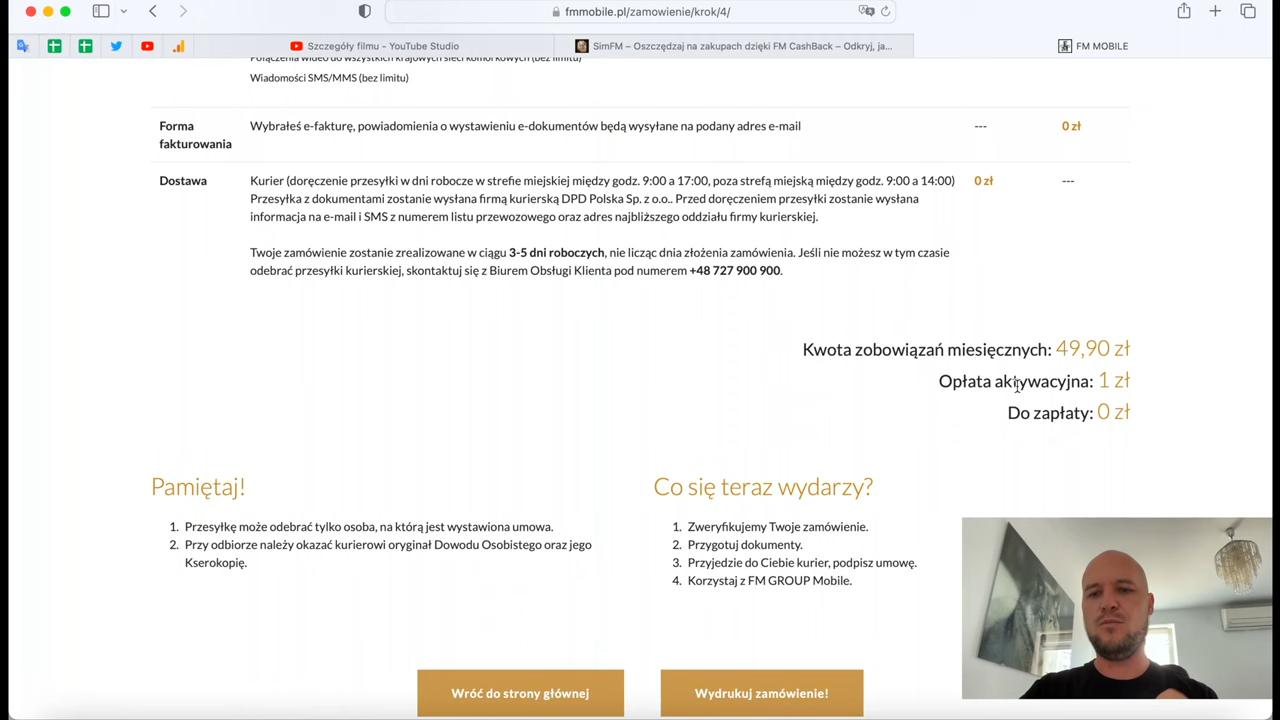 fmmobile.pl/zamowienie/krok/4/
Szczegóły filmu - YouTube Studio
SimFM – Oszczędzaj na zakupach dzięki FM CashBack – Odkryj, ja...
FM MOBILE
Połączenia wideo do wszystkich krajowych sieci komórkowych (bez limitu)
Wiadomości SMS/MMS (bez limitu)
Forma fakturowania
Wybrałeś e-fakturę, powiadomienia o wystawieniu e-dokumentów będą wysyłane na podany adres e-mail
---
0 zł
Dostawa
Kurier (doręczenie przesyłki w dni robocze w strefie miejskiej między godz. 9:00 a 17:00, poza strefą miejską między godz. 9:00 a 14:00)
0 zł
---
Przesyłka z dokumentami zostanie wysłana firmą kurierską DPD Polska Sp. z o.o.. Przed doręczeniem przesyłki zostanie wysłana
informacja na e-mail i SMS z numerem listu przewozowego oraz adres najbliższego oddziału firmy kurierskiej.
Twoje zamówienie zostanie zrealizowane w ciągu 3-5 dni roboczych, nie licząc dnia złożenia zamówienia. Jeśli nie możesz w tym czasie
odebrać przesyłki kurierskiej, skontaktuj się z Biurem Obsługi Klienta pod numerem +48 727 900 900.
Kwota zobowiązań miesięcznych: 49,90 zł
Opłata aktywacyjna: 1 zł
Do zapłaty: 0 zł
Pamiętaj!
1. Przesyłkę może odebrać tylko osoba, na którą jest wystawiona umowa.
2. Przy odbiorze należy okazać kurierowi oryginał Dowodu Osobistego oraz jego
Kserokopię.
Co się teraz wydarzy?
1. Zweryfikujemy Twoje zamówienie.
2. Przygotuj dokumenty.
3. Przyjedzie do Ciebie kurier, podpisz umowę.
4. Korzystaj z FM GROUP Mobile.
Wróć do strony głównej
Wydrukuj zamówienie!